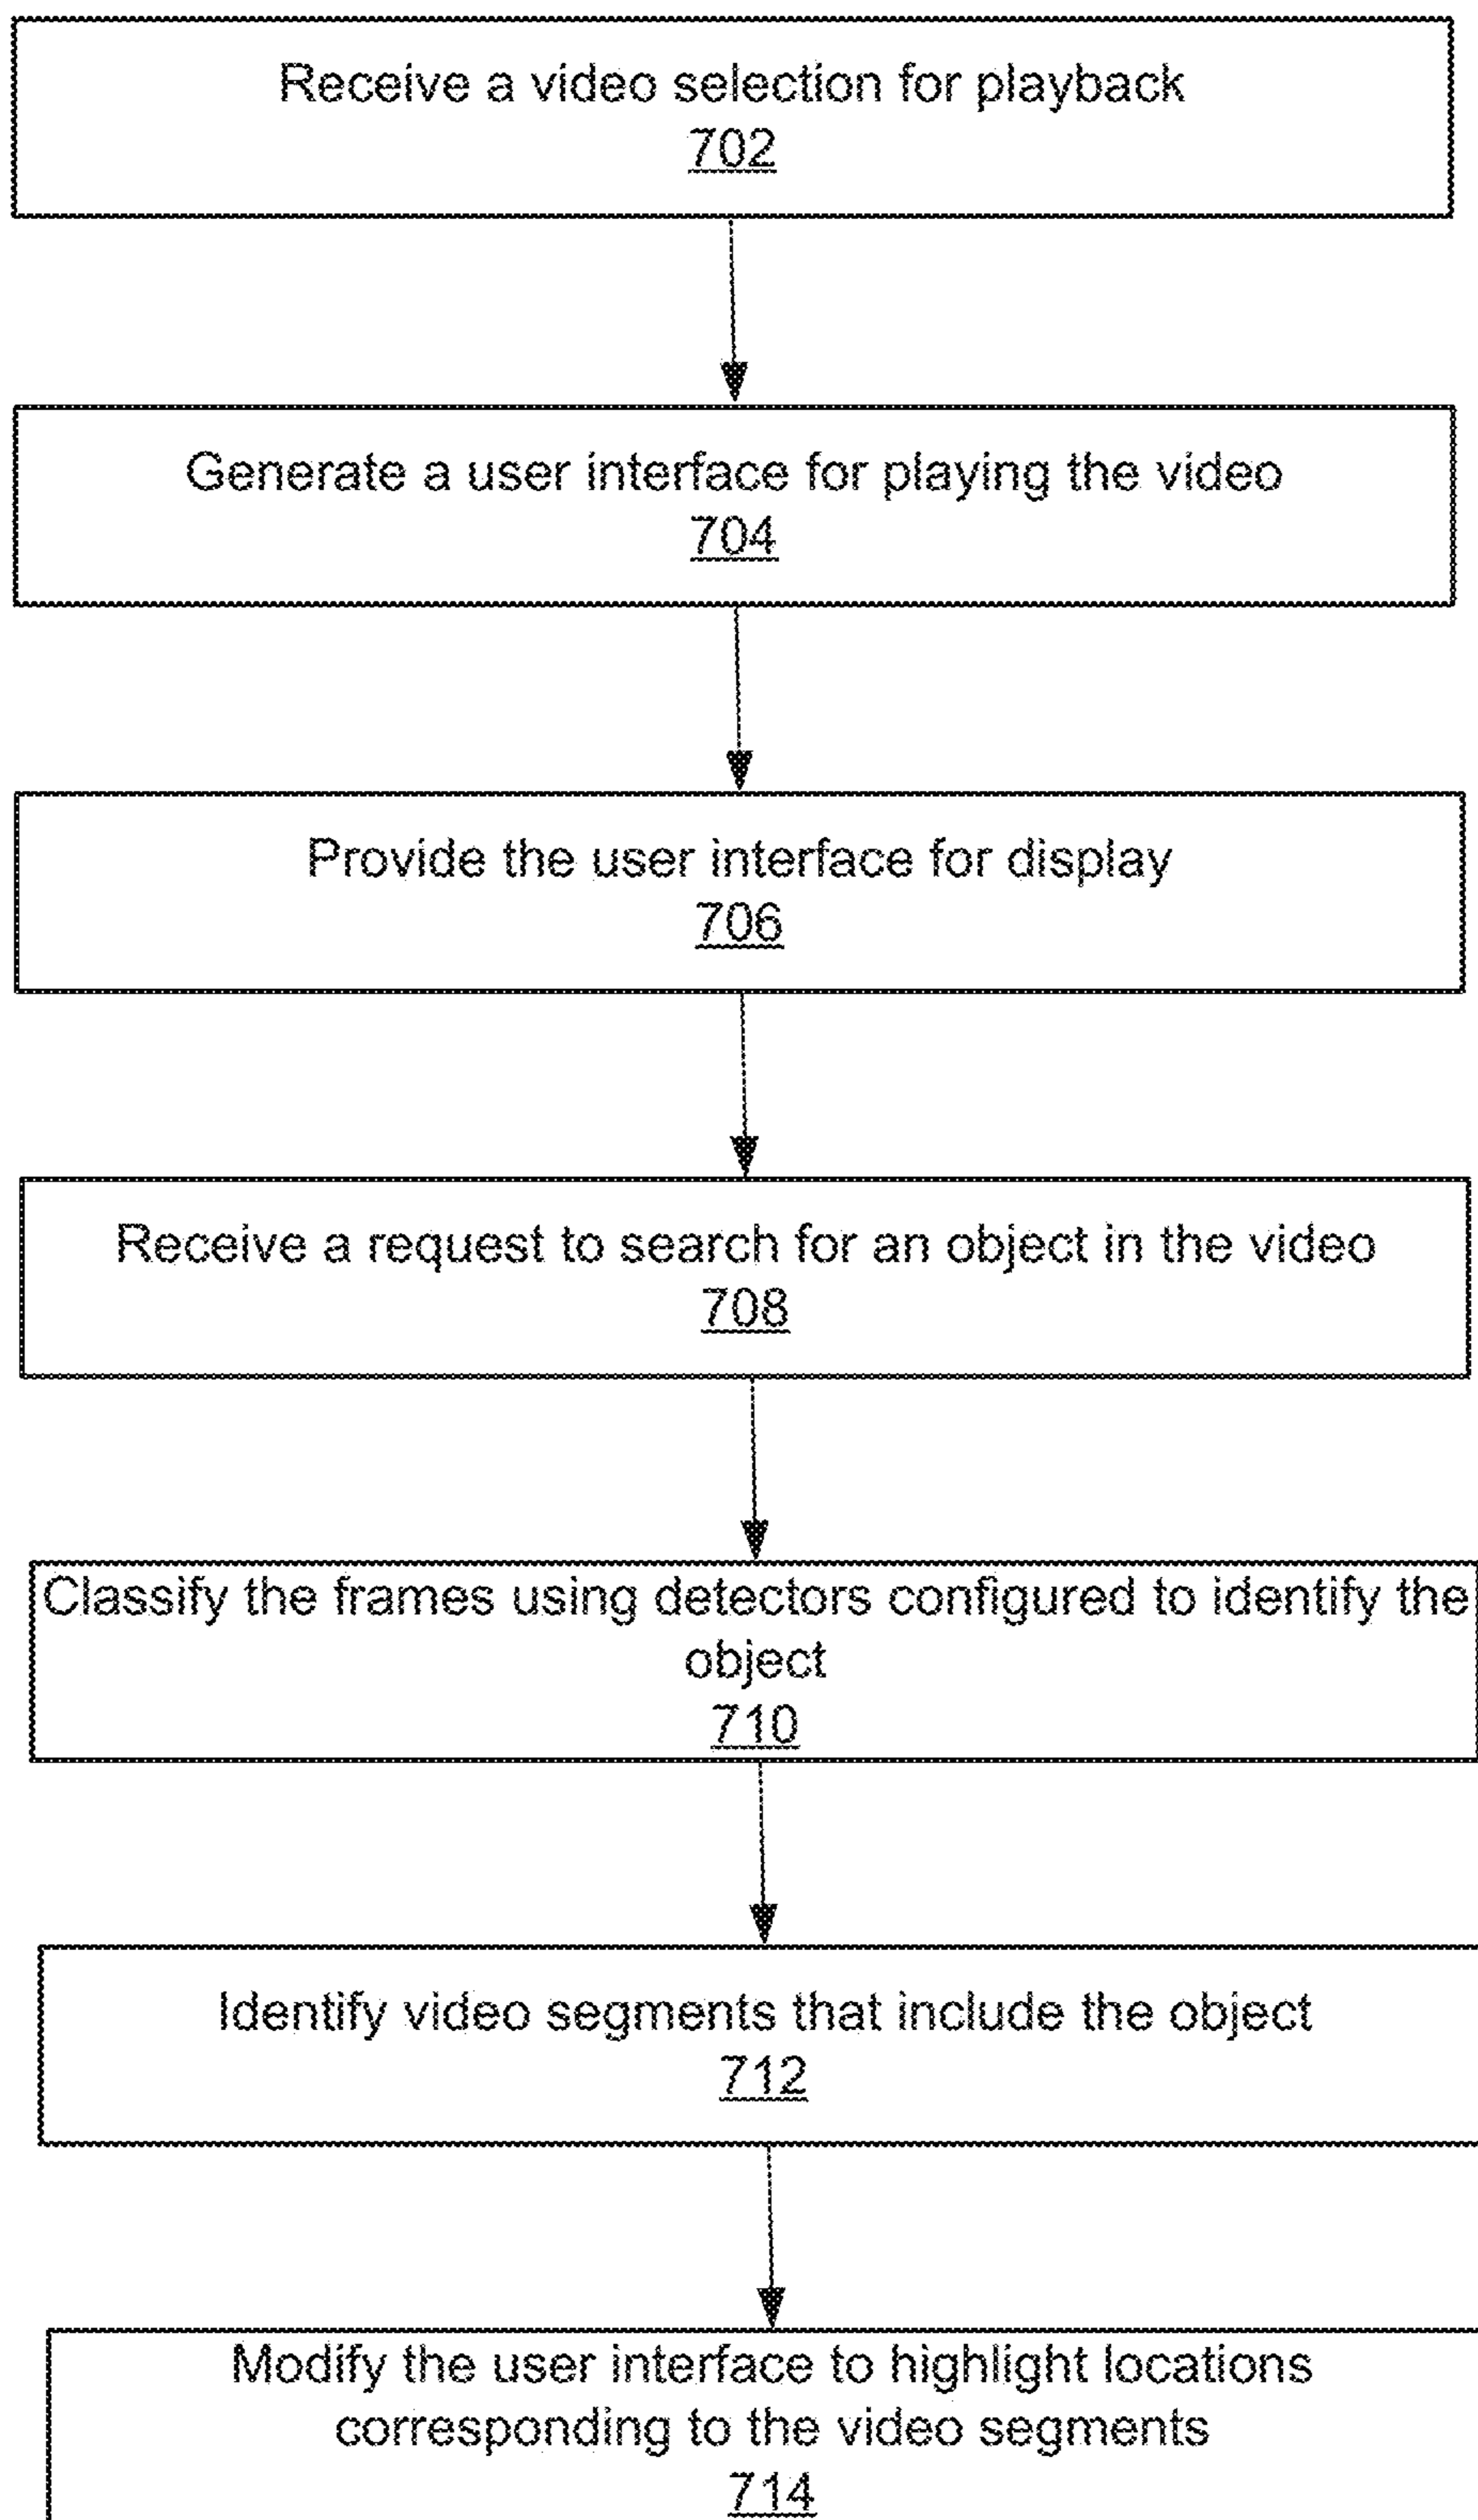 Receive a video selection for playback
702
Generate a user interface for playing the video
704
Provide the user interface for display
706
Receive a request to search for an object in the video
708
Classify the frames using detectors configured to identify the
object
710
Identify video segments that include the object
712
Modify the user interface to highlight locations
corresponding to the video segments
714